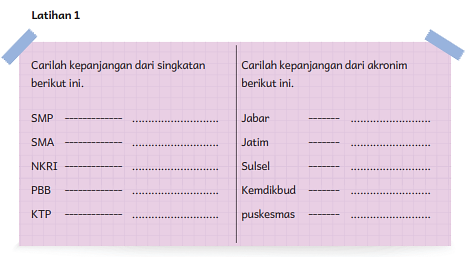 Latihan 1
Carilah kepanjangan dari singkatan
berikut ini.
SMP ------------ ............................
SMA ------------ ............................
NKRI ------------ ............................
PBB ------------ ............................
KTP ------------ ............................
Carilah kepanjangan dari akronim
berikut ini.
Jabar ------- ..........................
Jatim ------- ..........................
Sulsel ------- ..........................
Kemdikbud ------- ..........................
puskesmas ------- ..........................